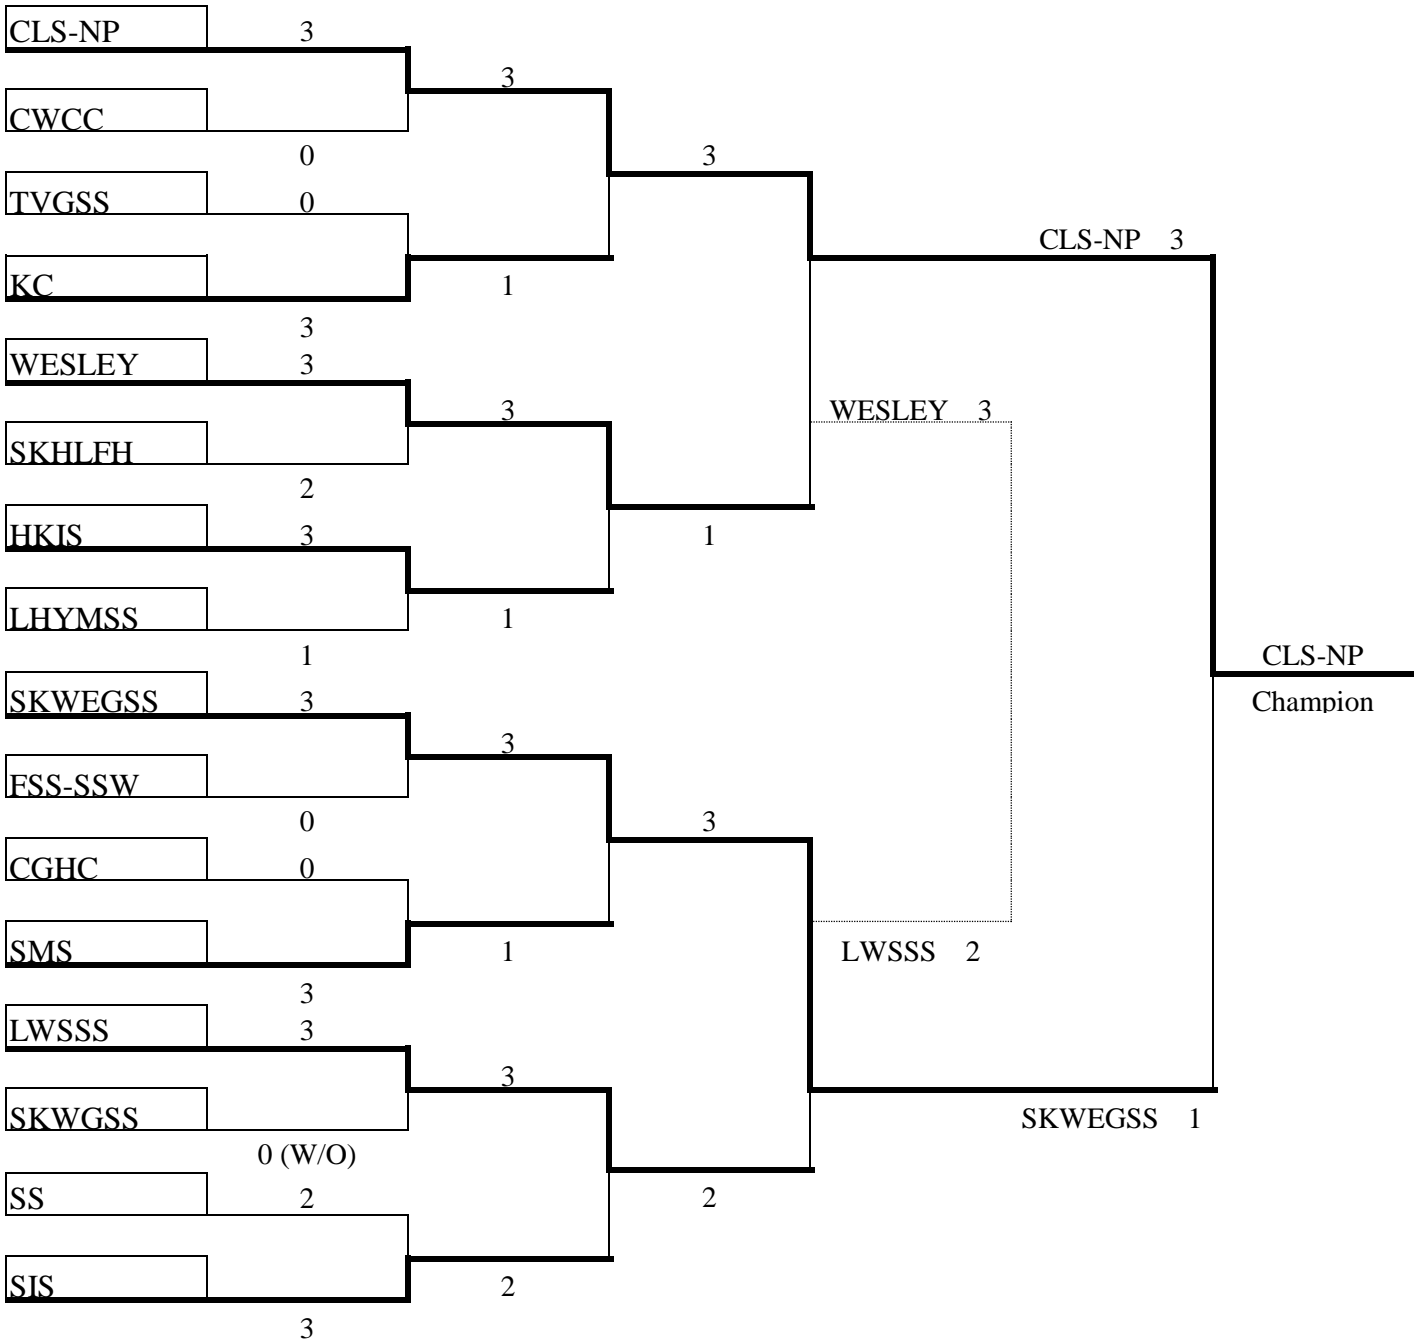 CLS-NP 3
3
CWCC
0
3
TVGSS 0
CLS-NP 3
KC
1
3
WESLEY 3
3
WESLEY 3
SKHLFH
2
HKIS 3
1
LHYMSS
1
1
CLS-NP
SKWEGSS 3
Champion
3
FSS-SSW
0
3
CGHC 0
SMS
1
LWSSS 2
3
LWSSS 3
3
SKWGSS
SKWEGSS 1
0 (W/O)
SS 2
2
SIS
2
3